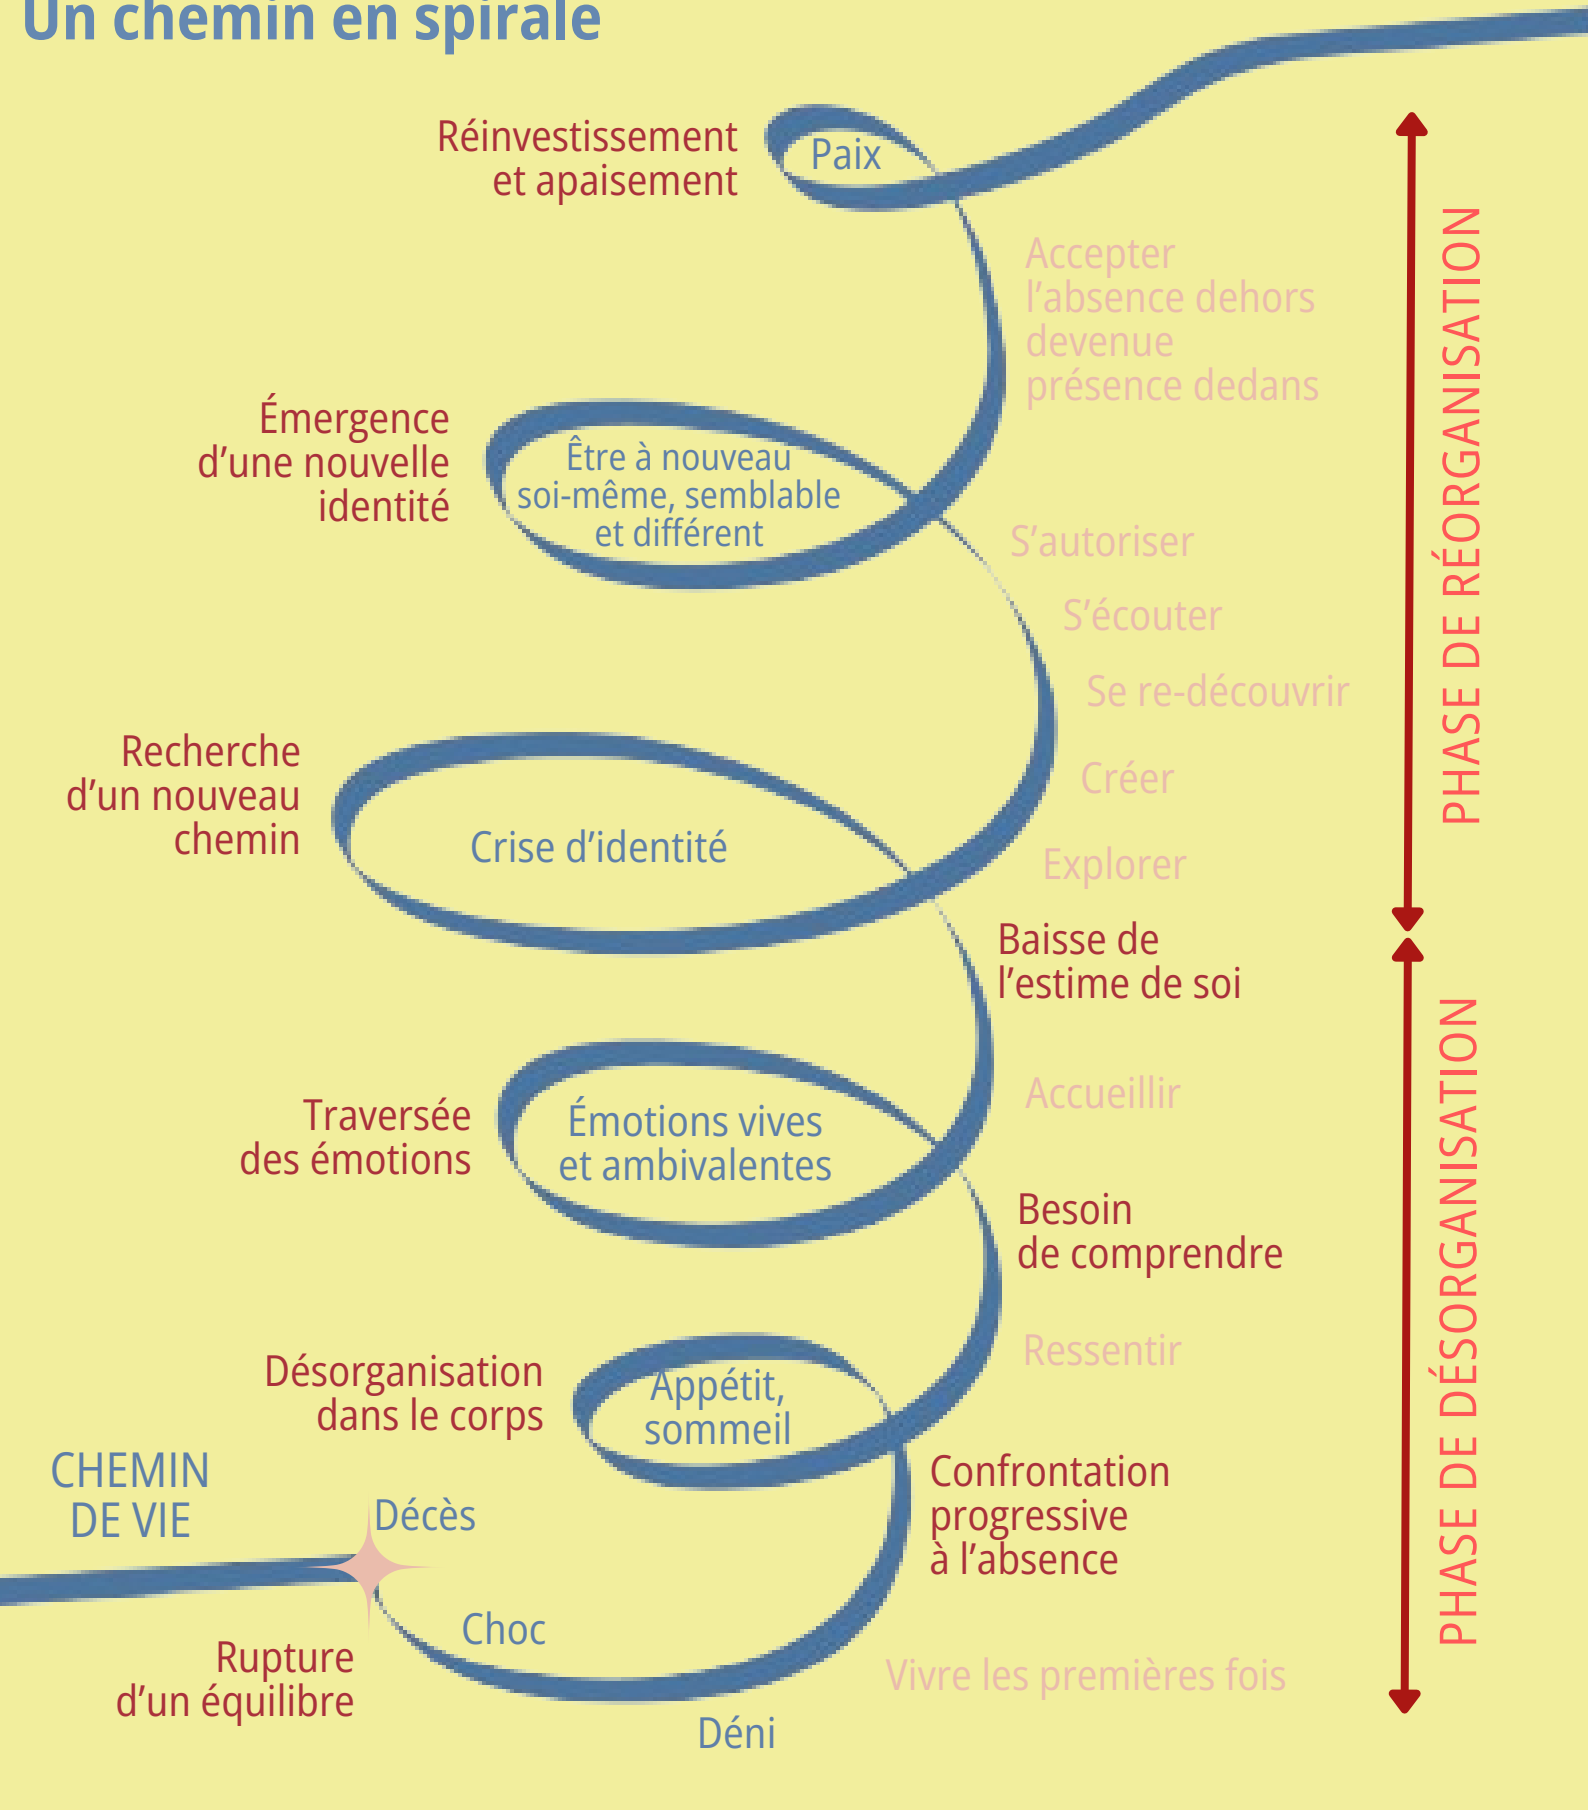 Un chemin en spirale
Réinvestissement
et apaisement
Paix
Accepter
l’absence dehors
devenue
présence dedans
Émergence
d’une nouvelle
identité
Être à nouveau
soi-même, semblable
et différent
S’autoriser
S’écouter
Se re-découvrir
Recherche
d’un nouveau
chemin
Crise d’identité
Créer
Explorer
PHASE DE RÉORGANISATION
Baisse de
l’estime de soi
Traversée
des émotions
Émotions vives
et ambivalentes
Accueillir
Besoin
de comprendre
Désorganisation
dans le corps
Appétit,
sommeil
Ressentir
CHEMIN
DE VIE
Décès
Confrontation
progressive
à l’absence
Rupture
d’un équilibre
Choc
Vivre les premières fois
Déni
PHASE DE DÉSORGANISATION